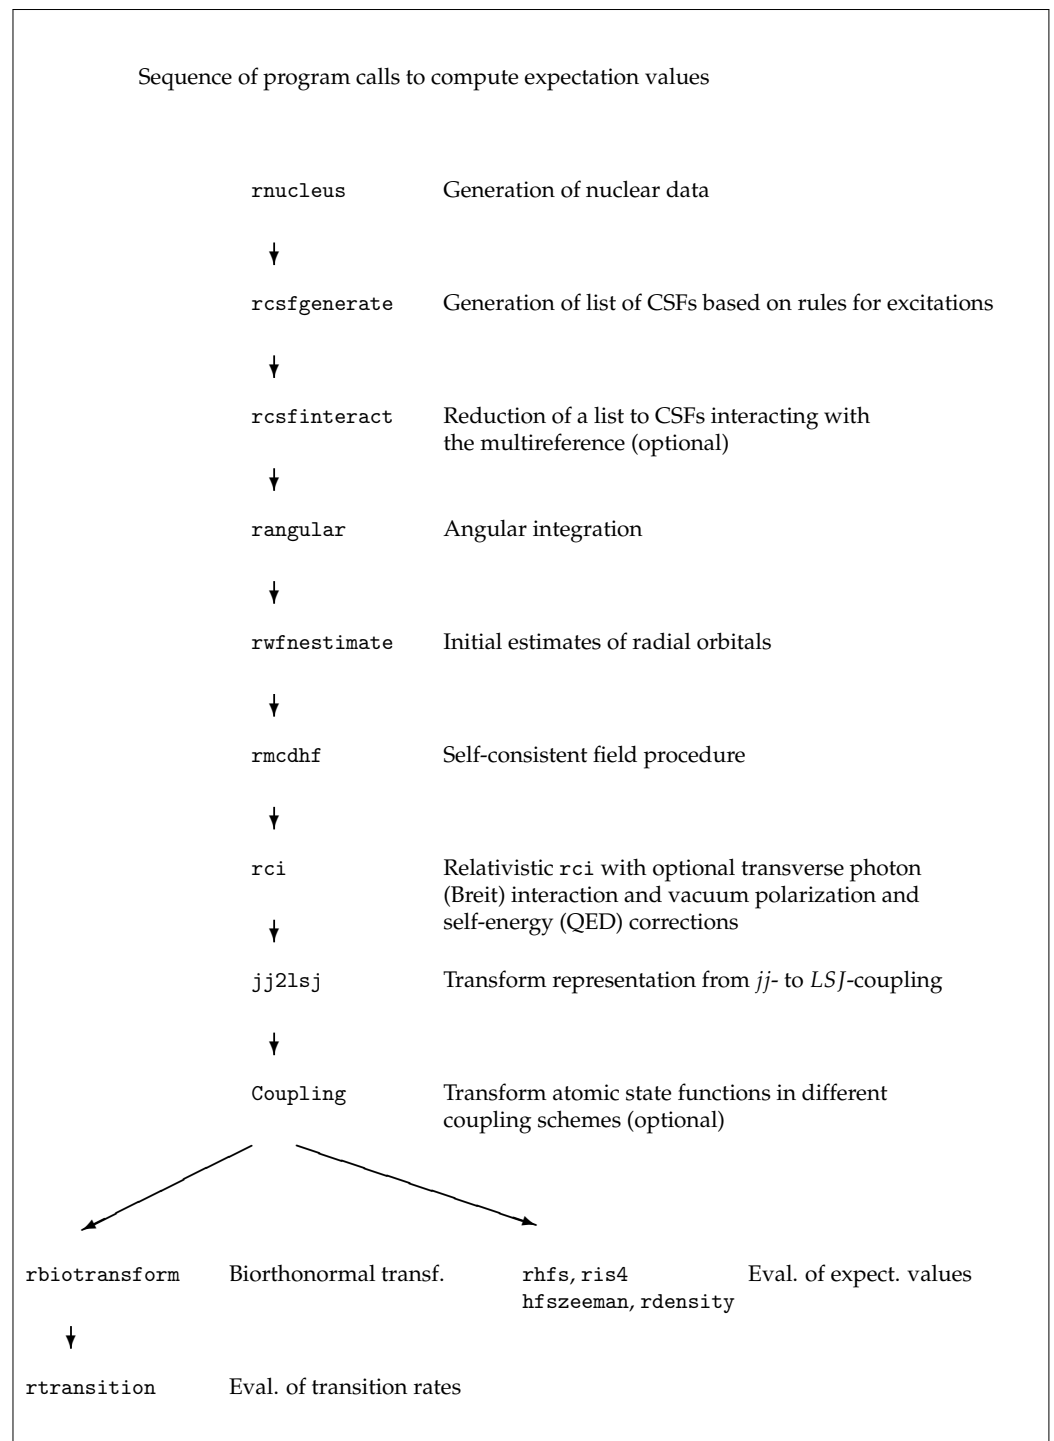 Sequence of program calls to compute expectation values
rnucleus Generation of nuclear data
rcsfgenerate Generation of list of CSFs based on rules for excitations
rcsfinteract Reduction of a list to CSFs interacting with
the multireference (optional)
rangular Angular integration
rwfnestimate Initial estimates of radial orbitals
rmcdhf Self-consistent field procedure
rci Relativistic rci with optional transverse photon
(Breit) interaction and vacuum polarization and
self-energy (QED) corrections
jj2lsj Transform representation from jj- to LSJ-coupling
Coupling Transform atomic state functions in different
coupling schemes (optional)
rbiotransform Biorthonormal transf. rhfs, ris4 Eval. of expect. values
hfszeeman, rdensity
rtransition Eval. of transition rates